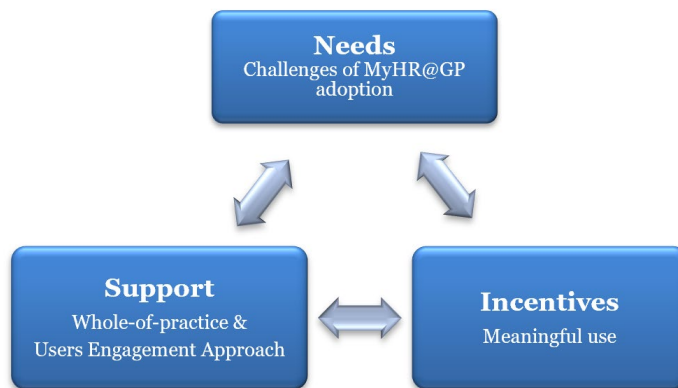 Needs
Challenges of MyHR@GP
adoption
Support
Whole-of-practice &
Users Engagement Approach
Incentives
Meaningful use